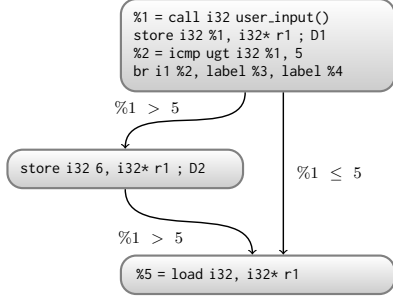 %1 = call i32 user_input()
store i32 %1, i32* r1 ; D1
%2 = icmp ugt i32 %1, 5
br i1 %2, label %3, label %4
%1 > 5
store i32 6, i32* r1 ; D2
%1 ≤ 5
%1 > 5
%5 = load i32, i32* r1